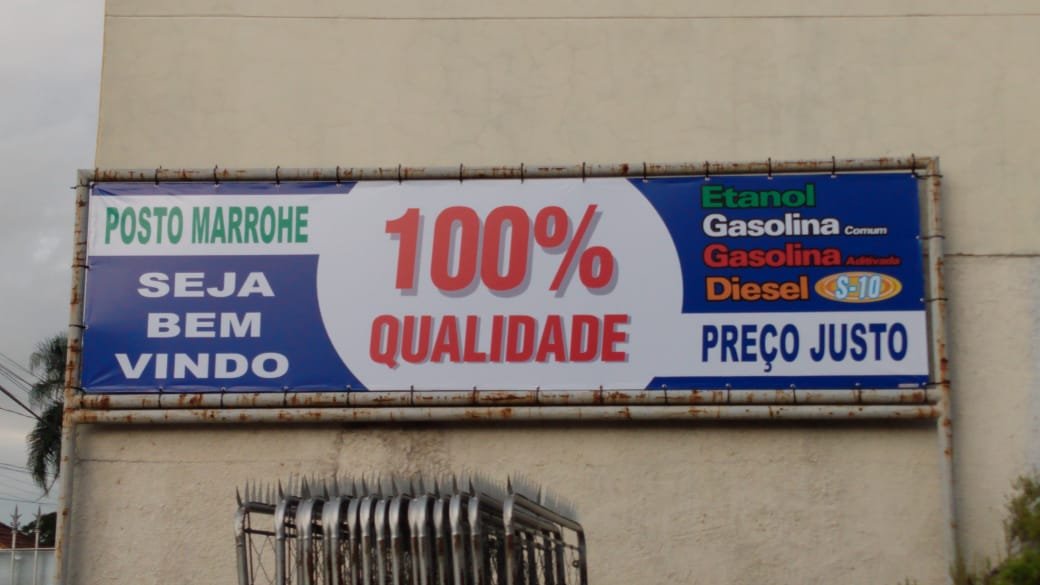 POSTO MARROHE
SEJA
BEM
VINDO
100%
QUALIDADE
Etanol
Gasolina Comum
Gasolina Aditivada
Diesel S-10
PREÇO JUSTO